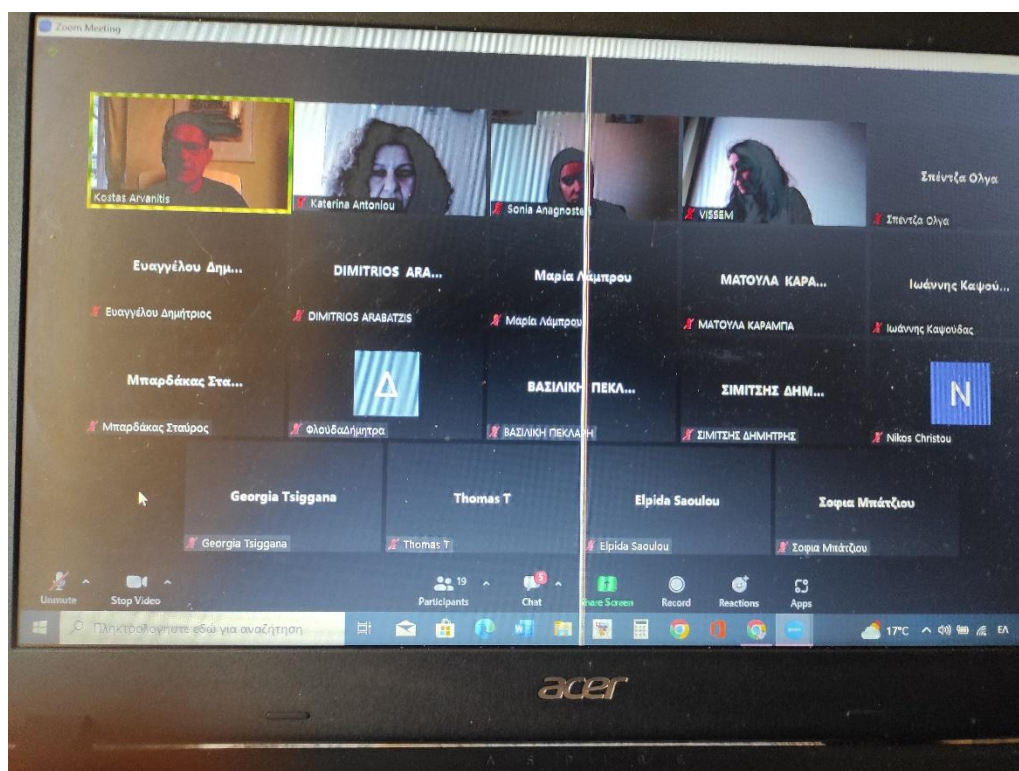 Zoom Meeting
Kostas Arvanitis
Katerina Antoniou
Sonia Anagnosteri
VISSEM
Σπέντζα Ολγα
Σπέντζα Ολγα
Ευαγγέλου Δημ...
Ευαγγέλου Δημήτριος
DIMITRIOS ARA...
DIMITRIOS ARABATZIS
Μαρία Λάμπρου
Μαρία Λάμπρου
ΜΑΤΟΥΛΑ ΚΑΡΑ...
ΜΑΤΟΥΛΑ ΚΑΡΑΜΠΑ
Ιωάννης Καψού...
Ιωάννης Καψούδας
Μπαρδάκας Στα...
Μπαρδάκας Σταύρος
Δ
ΦλούδαΔήμητρα
ΒΑΣΙΛΙΚΗ ΠΕΚΛ...
ΒΑΣΙΛΙΚΗ ΠΕΚΛΑΡΗ
ΣΙΜΙΤΣΗΣ ΔΗΜ...
ΣΙΜΙΤΣΗΣ ΔΗΜΗΤΡΗΣ
N
Nikos Christou
Georgia Tsiggana
Georgia Tsiggana
Thomas T
Thomas T
Elpida Saoulou
Elpida Saoulou
Σοφια Μπάτζιου
Σοφια Μπάτζιου
Unmute
Stop Video
19
Participants
5
Chat
Share Screen
Record
Reactions
Apps
Πληκτρολογήστε εδώ για αναζήτηση
17°C
ΕΛ
acer
A S P I R E